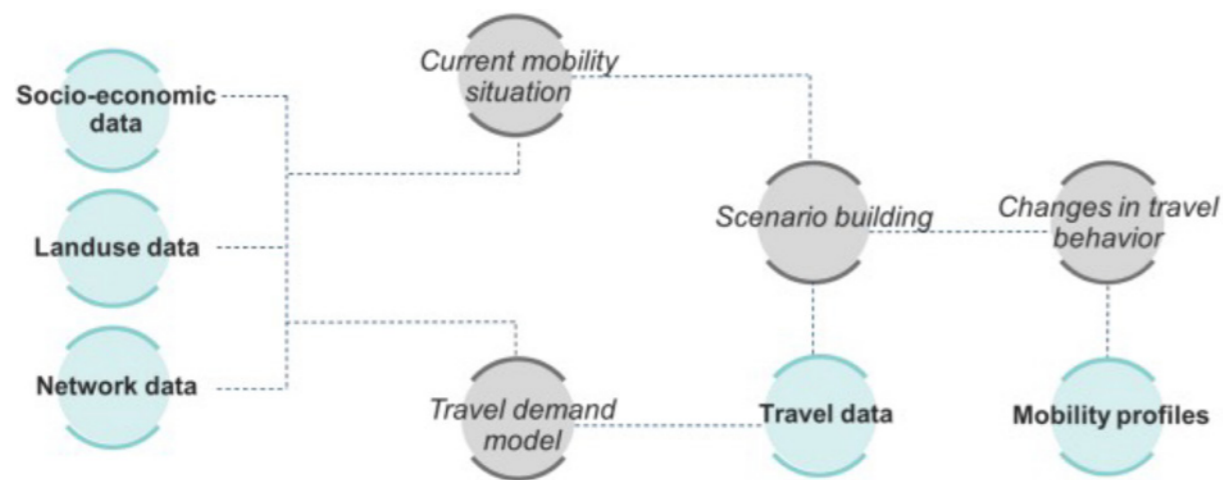 Socio-economic
data
Landuse data
Network data
Current mobility
situation
Travel demand
model
Scenario building
Travel data
Changes in travel
behavior
Mobility profiles